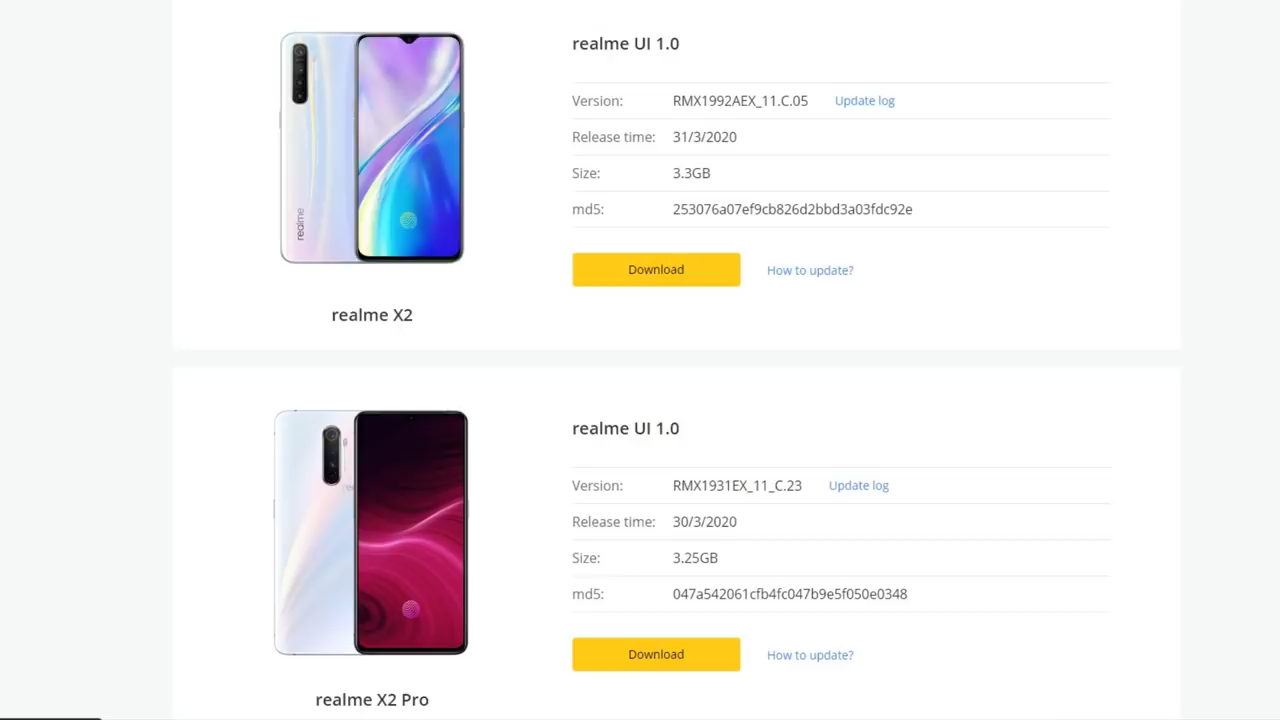 realme UI 1.0
Version: RMX1992AEX_11.C.05 Update log
Release time: 31/3/2020
Size: 3.3GB
md5: 253076a07ef9cb826d2bbd3a03fdc92e
Download How to update?
realme
realme X2
realme UI 1.0
Version: RMX1931EX_11_C.23 Update log
Release time: 30/3/2020
Size: 3.25GB
md5: 047a542061cfb4fc047b9e5f050e0348
Download How to update?
realme X2 Pro